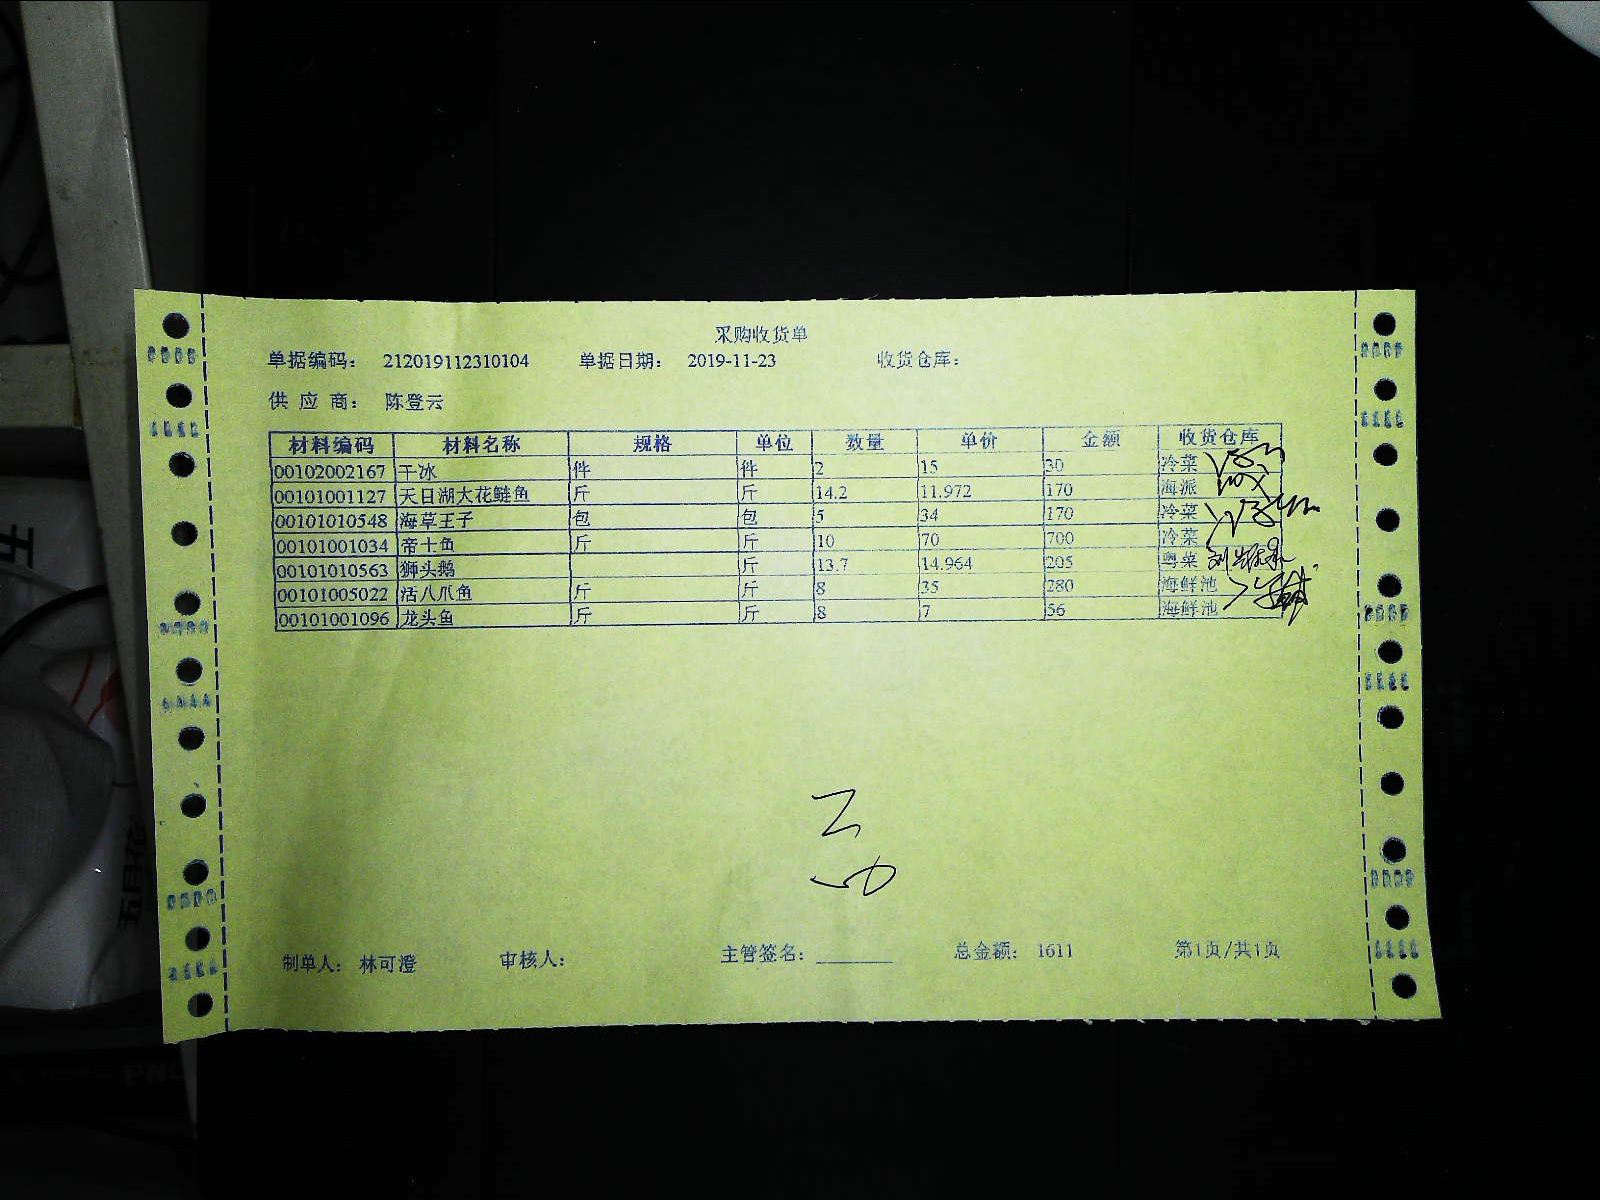 采购收货单
单据编码： 212019112310104 单据日期： 2019-11-23 收货仓库：
供 应 商： 陈登云
材料编码 材料名称 规格 单位 数量 单价 金额 收货仓库
00102002167 干冰 件 件 2 15 30 冷菜
00101001127 天目湖大花鲢鱼 斤 斤 14.2 11.972 170 海派
00101010548 海草王子 包 包 5 34 170 冷菜
00101001034 帝士鱼 斤 斤 10 70 700 冷菜
00101010563 狮头鹅 斤 13.7 14.964 205 粤菜
00101005022 活八爪鱼 斤 斤 8 35 280 海鲜池
00101001096 龙头鱼 斤 斤 8 7 56 海鲜池
制单人： 林可澄 审核人： 主管签名： 总金额： 1611 第1页/共1页